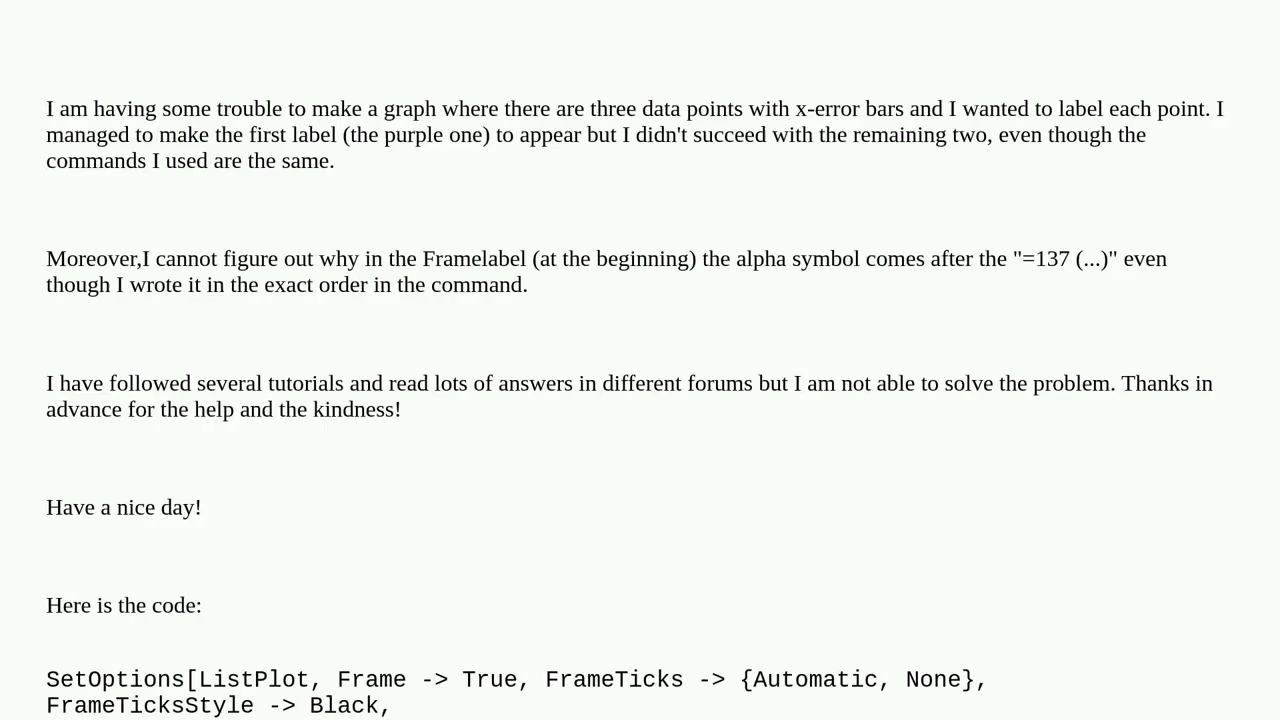 I am having some trouble to make a graph where there are three data points with x-error bars and I wanted to label each point. I
managed to make the first label (the purple one) to appear but I didn't succeed with the remaining two, even though the
commands I used are the same.
Moreover,I cannot figure out why in the Framelabel (at the beginning) the alpha symbol comes after the "=137 (...)" even
though I wrote it in the exact order in the command.
I have followed several tutorials and read lots of answers in different forums but I am not able to solve the problem. Thanks in
advance for the help and the kindness!
Have a nice day!
Here is the code:
SetOptions[ListPlot, Frame -> True, FrameTicks -> {Automatic, None},
FrameTicksStyle -> Black,